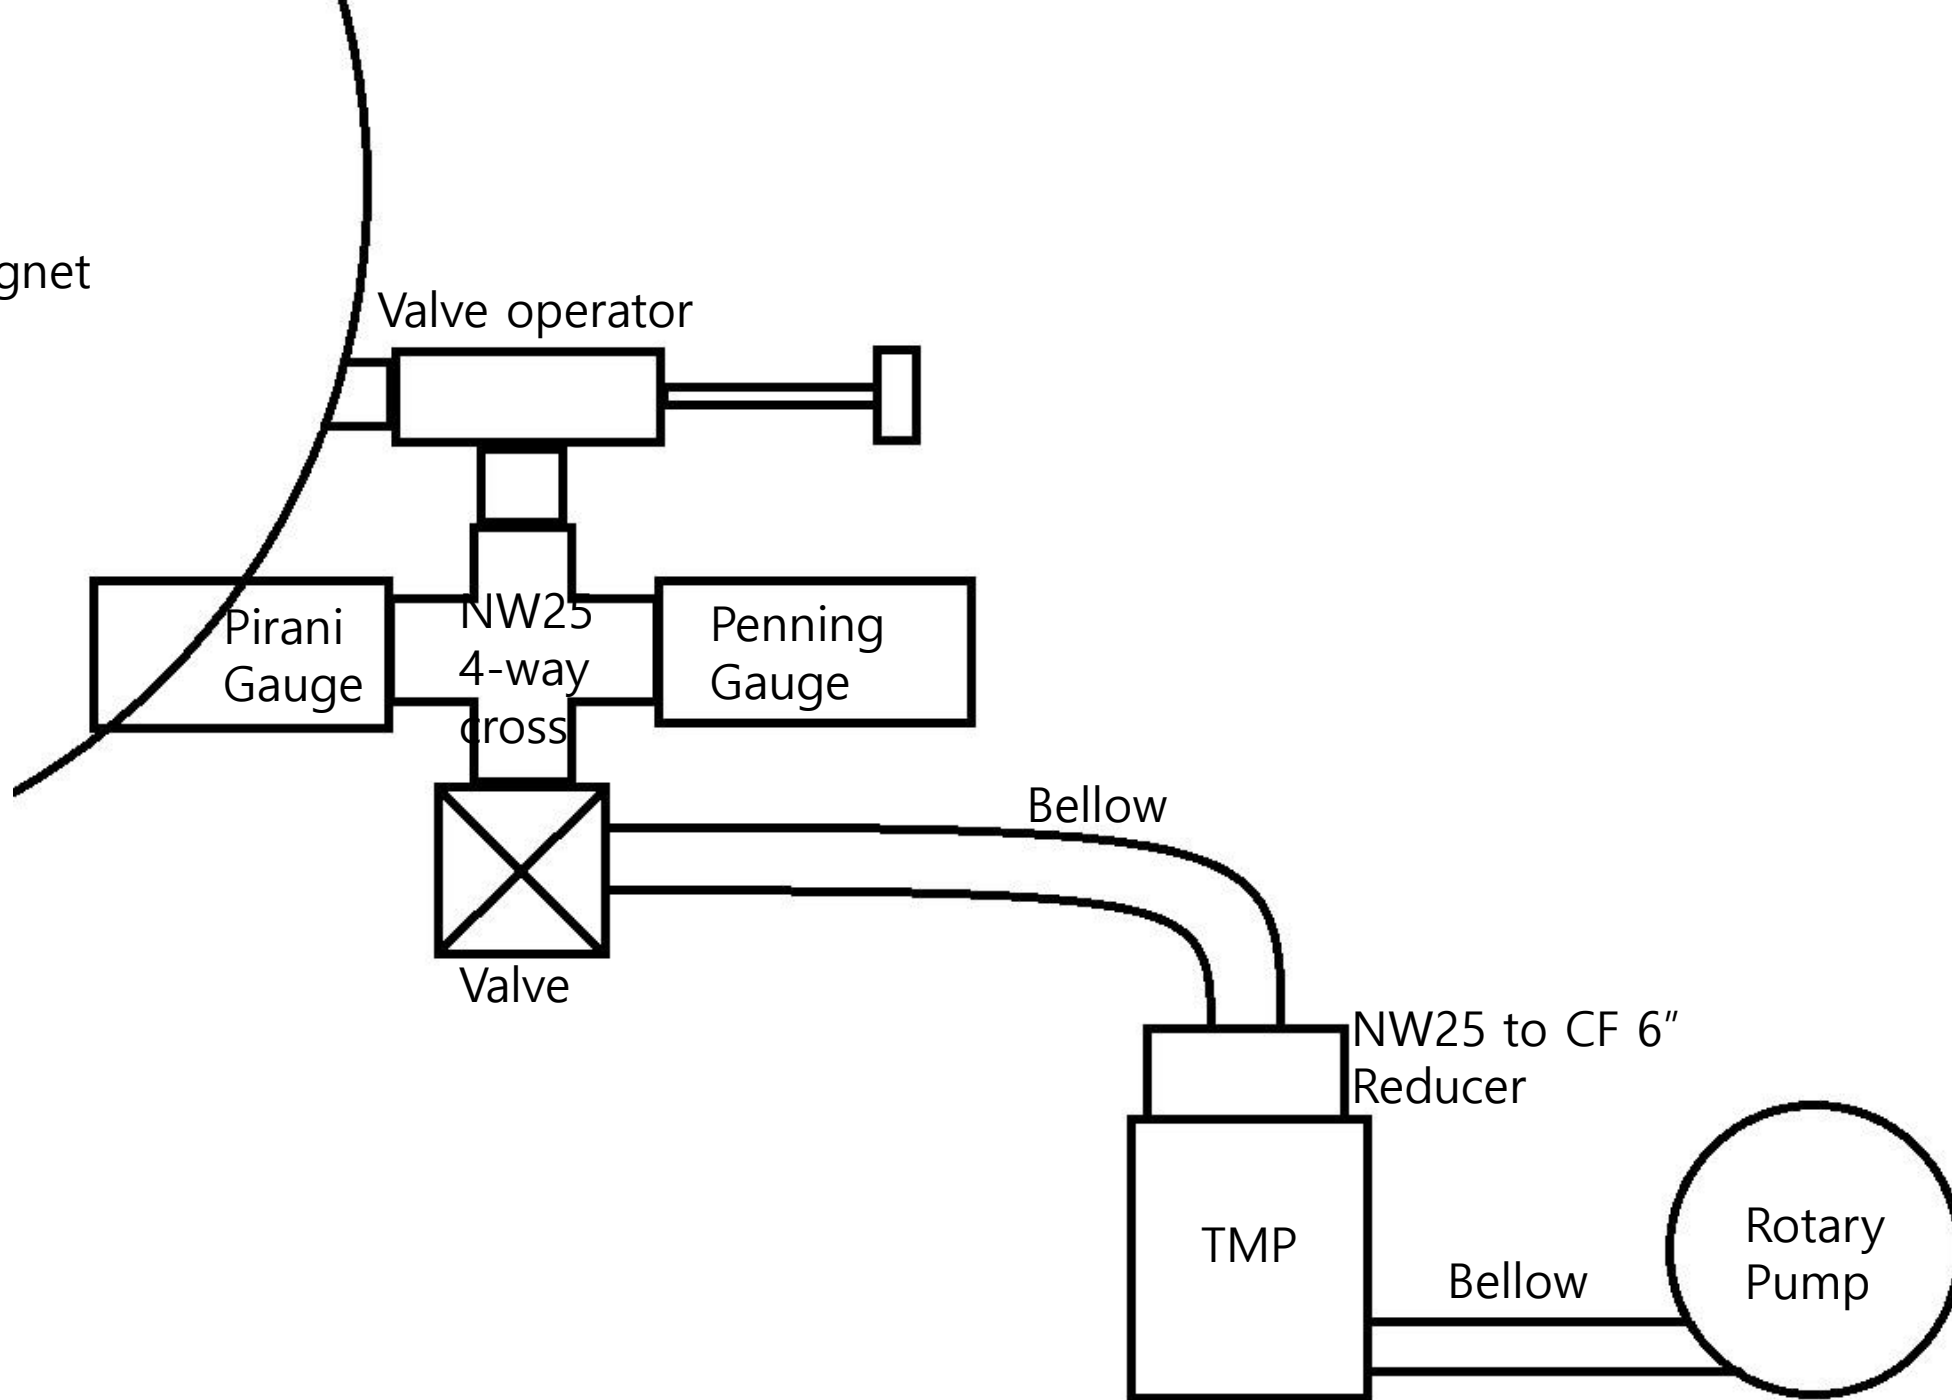 gnet
Valve operator
NW25
4-way
cross
Pirani
Gauge
Penning
Gauge
Bellow
Valve
NW25 to CF 6″
Reducer
TMP
Rotary
Pump
Bellow